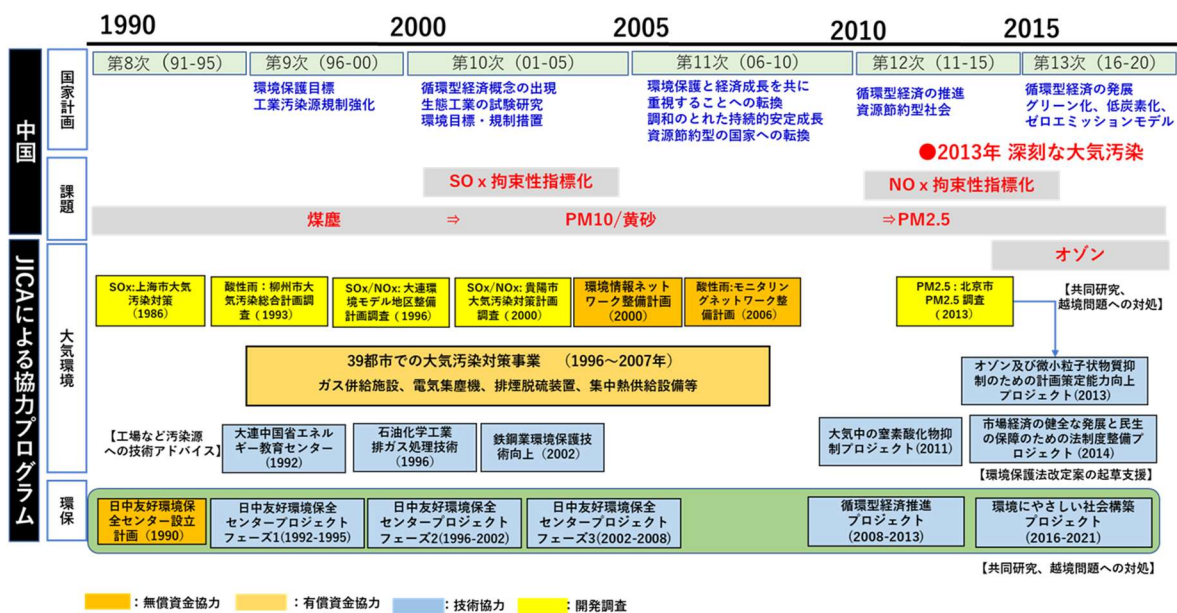 1990
2000
2005
2010
2015
中国
国家計画
第8次（91-95）
第9次（96-00）
第10次（01-05）
第11次（06-10）
第12次（11-15）
第13次（16-20）
環境保護目標
工業汚染源規制強化
循環型経済概念の出現
生態工業の試験研究
環境目標・規制措置
環境保護と経済成長を共に
重視することへの転換
調和のとれた持続的安定成長
資源節約型の国家への転換
循環型経済の推進
資源節約型社会
循環型経済の発展
グリーン化、低炭素化、
ゼロエミッションモデル
●2013年 深刻な大気汚染
課題
SOx拘束性指標化
NOx拘束性指標化
煤塵
⇒
PM10/黄砂
⇒PM2.5
オゾン
JICAによる協力プログラム
大気環境
SOx:上海市大気
汚染対策
（1986）
酸性雨：柳州市大
気汚染総合計画調
査（1993）
SOx/NOx: 大連環
境モデル地区整備
計画調査(1996)
SOx/NOx: 貴陽市
大気汚染対策計画
調査（2000）
環境情報ネット
ワーク整備計画
（2000）
酸性雨:モニタリ
ングネットワーク整
備計画（2006）
PM2.5：北京市
PM2.5 調査
（2013）
【共同研究、
越境問題への対処】
39都市での大気汚染対策事業　（1996～2007年）
ガス併給施設、電気集塵機、排煙脱硫装置、集中熱供給設備等
オゾン及び微小粒子状物質抑
制のための計画策定能力向上
プロジェクト(2013)
【工場など汚染源
への技術アドバイス】
大連中国省エネル
ギー教育センター
（1992）
石油化学工業
排ガス処理技術
（1996）
鉄鋼業環境保護技
術向上（2002）
大気中の窒素酸化物抑
制プロジェクト(2011)
市場経済の健全な発展と民生
の保障のための法制度整備プ
ロジェクト（2014）
【環境保護法改定案の起草支援】
環保
日中友好環境保
全センター設立
計画（1990）
日中友好環境保全
センタープロジェクト
フェーズ1(1992-1995)
日中友好環境保全
センタープロジェクト
フェーズ2(1996-2002)
日中友好環境保全
センタープロジェクト
フェーズ3(2002-2008)
循環型経済推進
プロジェクト
(2008-2013)
環境にやさしい社会構築
プロジェクト
(2016-2021)
【共同研究、越境問題への対処】
：無償資金協力
：有償資金協力
：技術協力
：開発調査